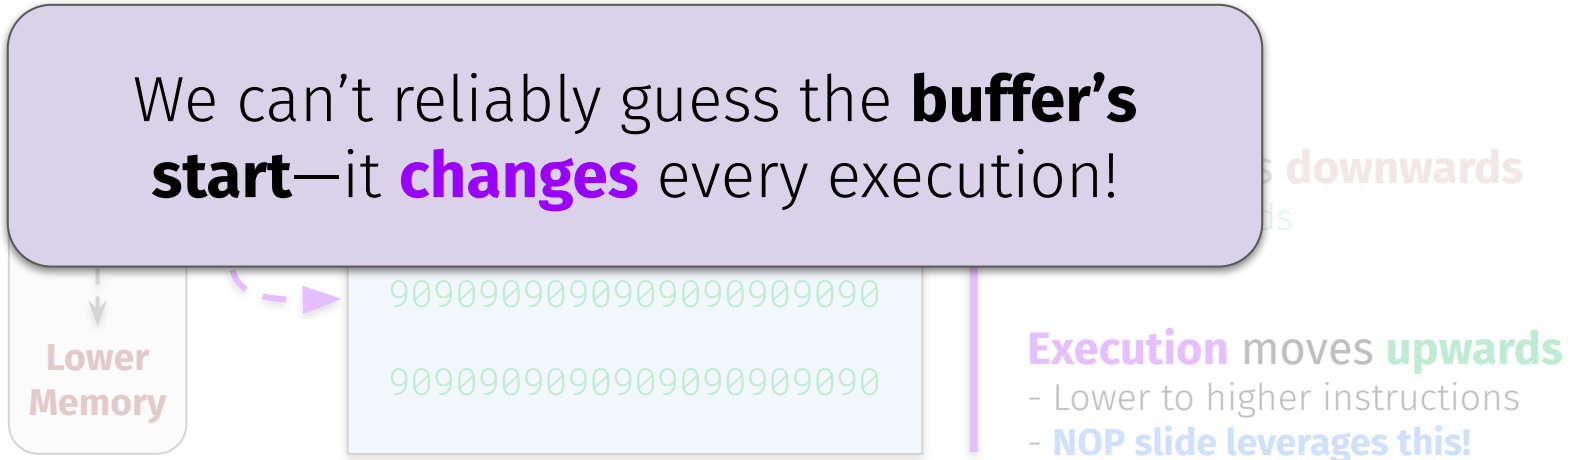 We can’t reliably guess the buffer’s
start—it changes every execution!
downwards
9090909090909090909090
Lower
Memory
9090909090909090909090
Execution moves upwards
- Lower to higher instructions
- NOP slide leverages this!